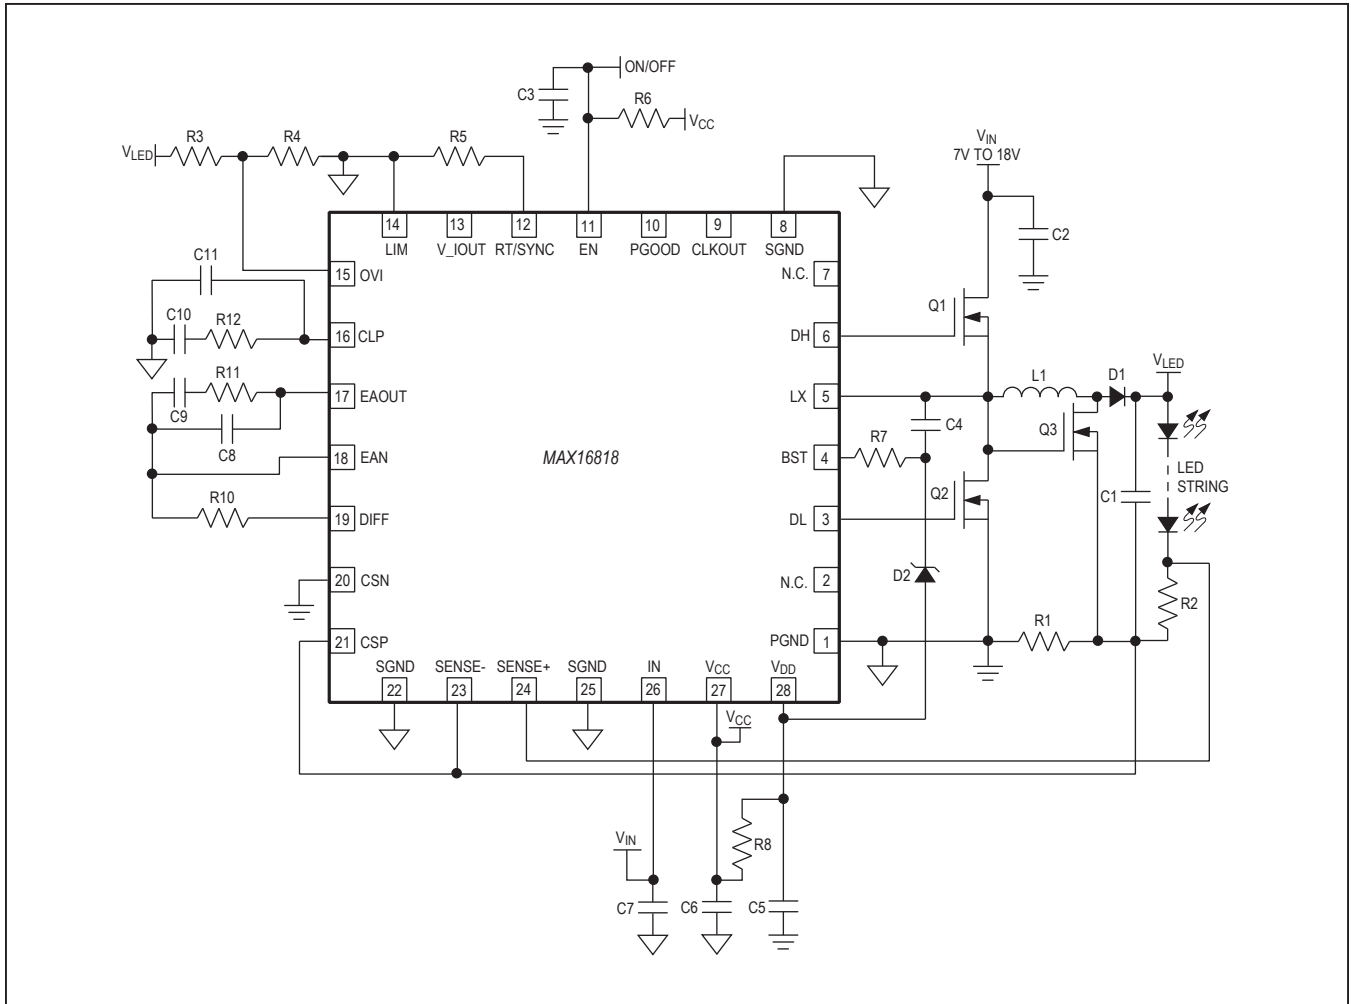 ON/OFF
C3
R6
VCC
R3
R4
R5
VLED
VIN
7V TO 18V
C2
14
13
12
11
10
9
8
LIM
V_IOUT
RT/SYNC
EN
PGOOD
CLKOUT
SGND
C11
15
OVI
N.C.
7
Q1
C10
R12
16
CLP
DH
6
VLED
R11
L1
D1
17
EAOUT
LX
5
C9
C4
Q3
C8
R7
18
EAN
MAX16818
BST
4
LED
STRING
Q2
C1
R10
19
DIFF
DL
3
D2
20
CSN
N.C.
2
R2
R1
21
CSP
PGND
1
SGND
SENSE-
SENSE+
SGND
IN
VCC
VDD
22
23
24
25
26
27
28
VCC
VIN
R8
C7
C6
C5